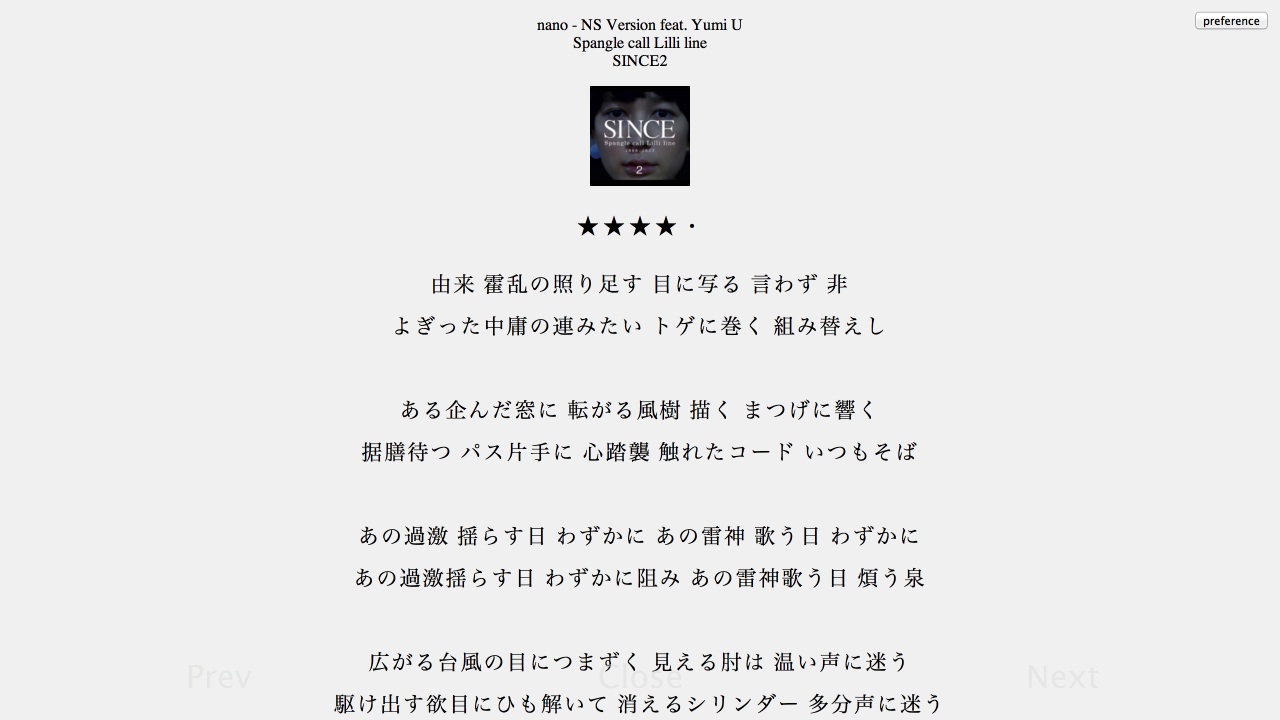 nano - NS Version feat. Yumi U
Spangle call Lilli line
SINCE2
preference
SINCE
Spangle call Lilli line
2
★★★★・
由来 霍乱の照り足す 目に写る 言わず 非
よぎった中庸の連みたい トゲに巻く 組み替えし
ある企んだ窓に 転がる風樹 描く まつげに響く
据膳待つ パス片手に 心踏襲 触れたコード いつもそば
あの過激 揺らす日 わずかに あの雷神 歌う日 わずかに
あの過激揺らす日 わずかに阻み あの雷神歌う日 煩う泉
広がる台風の目につまずく 見える肘は 温い声に迷う
駆け出す欲目にひも解いて 消えるシリンダー 多分声に迷う
Prev
Close
Next